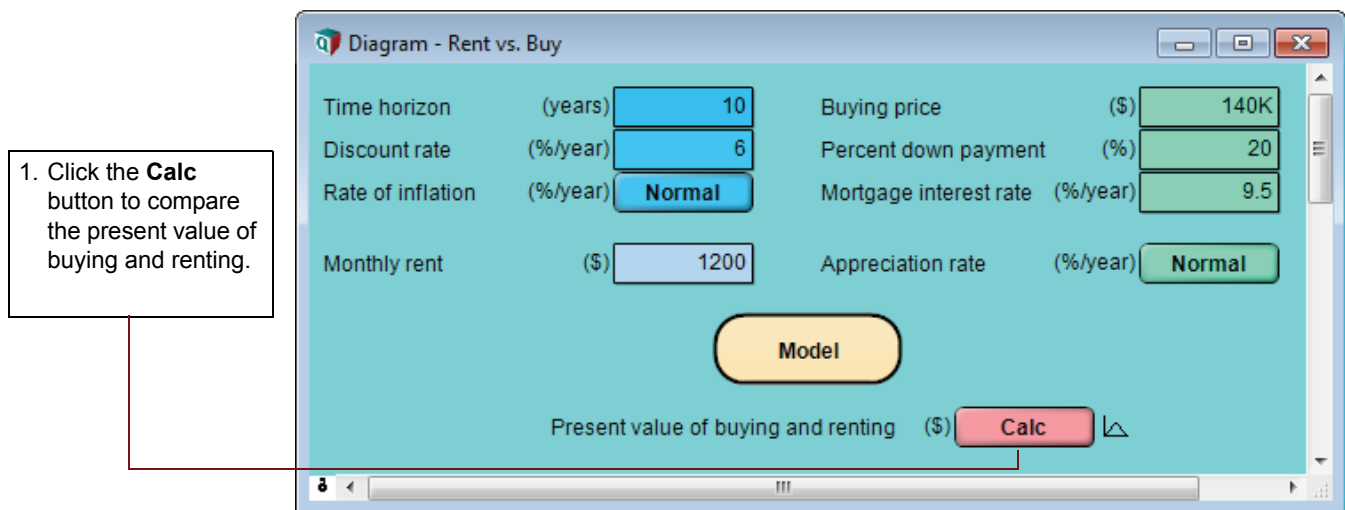 Diagram - Rent vs. Buy
1. Click the Calc
button to compare
the present value of
buying and renting.
Time horizon (years) 10 Buying price ($) 140K
Discount rate (%/year) 6 Percent down payment (%) 20
Rate of inflation (%/year) Normal Mortgage interest rate (%/year) 9.5
Monthly rent ($) 1200 Appreciation rate (%/year) Normal
Model
Present value of buying and renting ($) Calc